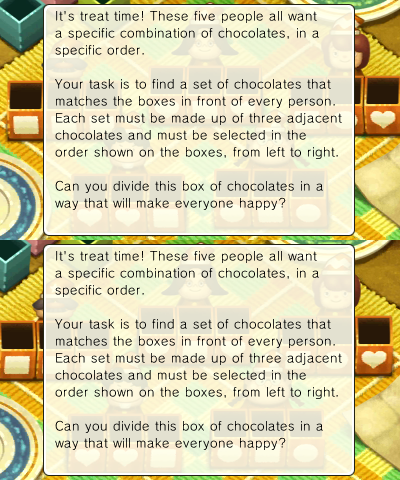 It's treat time! These five people all want
a specific combination of chocolates, in a
specific order.
Your task is to find a set of chocolates that
matches the boxes in front of every person.
Each set must be made up of three adjacent
chocolates and must be selected in the
order shown on the boxes, from left to right.
Can you divide this box of chocolates in a
way that will make everyone happy?
It's treat time! These five people all want
a specific combination of chocolates, in a
specific order.
Your task is to find a set of chocolates that
matches the boxes in front of every person.
Each set must be made up of three adjacent
chocolates and must be selected in the
order shown on the boxes, from left to right.
Can you divide this box of chocolates in a
way that will make everyone happy?